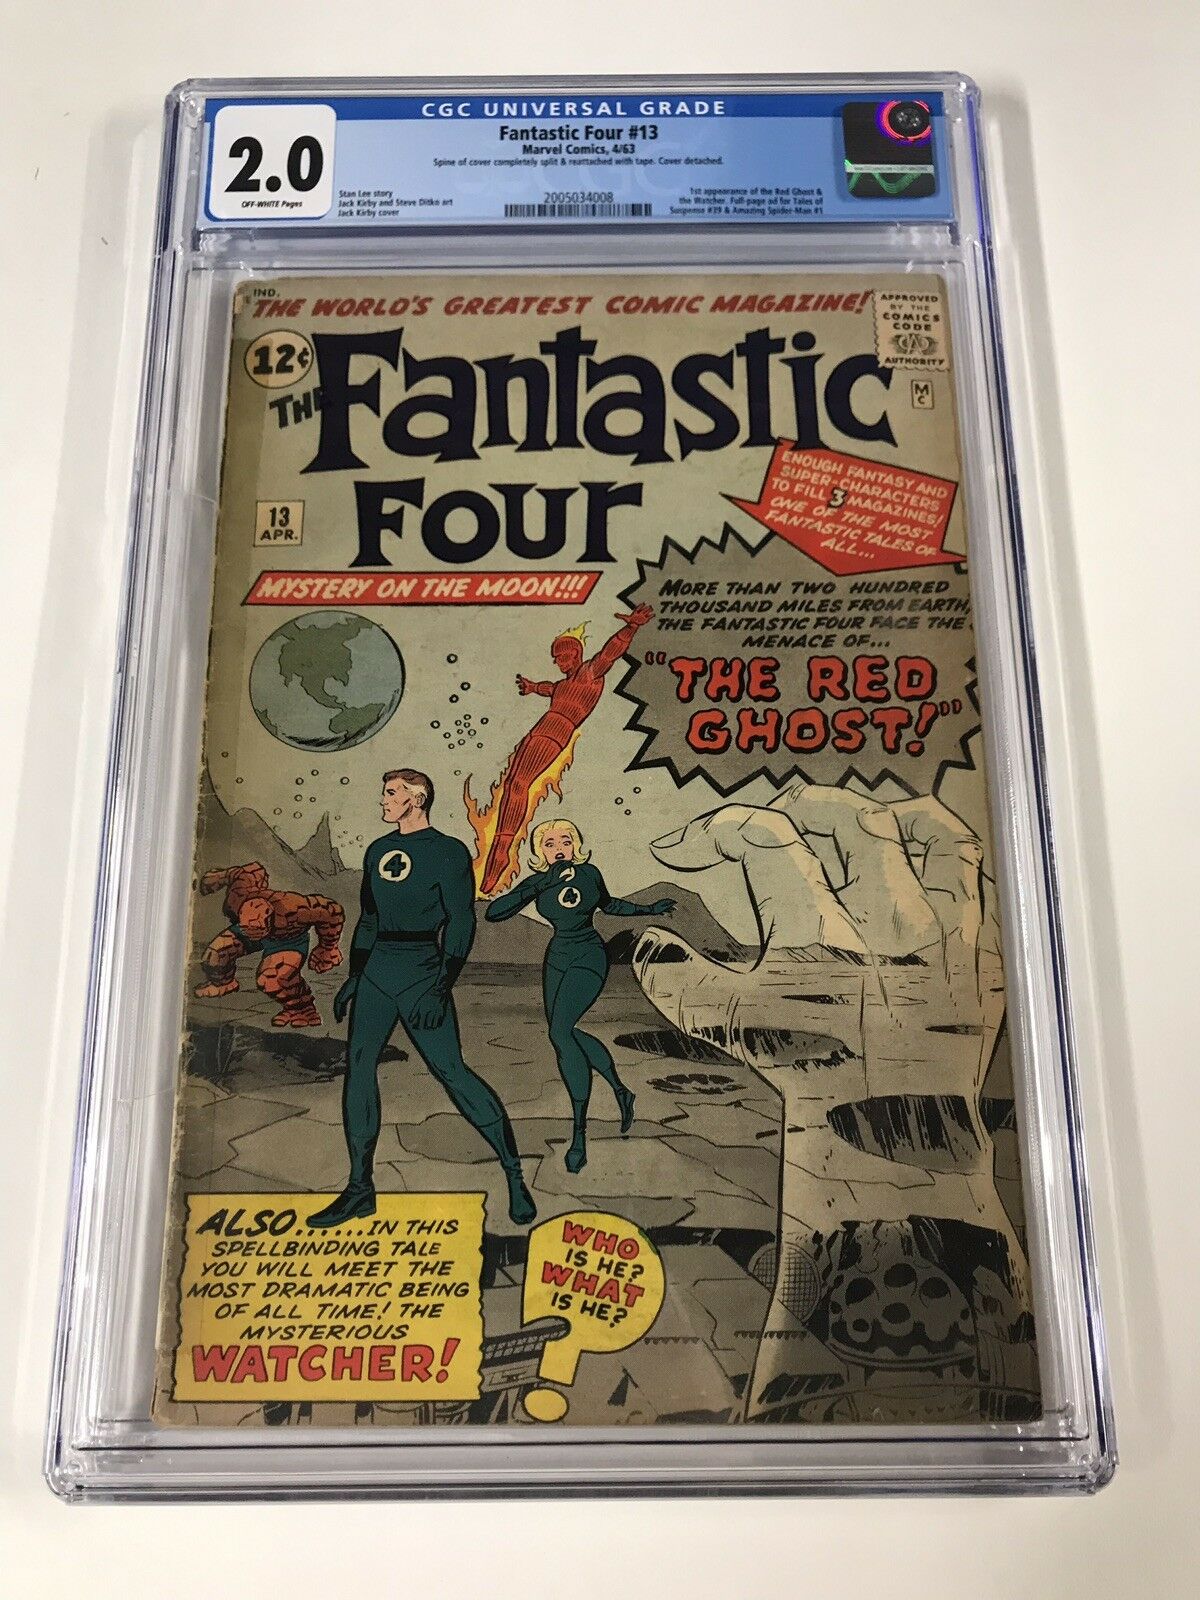 CGC UNIVERSAL GRADE
2.0
OFF-WHITE Pages
Fantastic Four #13
Marvel Comics, 4/63
Spine of cover completely split & reattached with tape. Cover detached.
Stan Lee story
Jack Kirby and Steve Ditko art
Jack Kirby cover
2005034008
1st appearance of the Red Ghost &
the Watcher. Full-page ad for Tales of
Suspense #39 & Amazing Spider-Man #1
IND.
THE WORLD'S GREATEST COMIC MAGAZINE!
APPROVED
BY THE
COMICS
CODE
AUTHORITY
12¢
THE
FANTASTIC
FOUR
M
C
13
APR.
ENOUGH FANTASY AND
SUPER-CHARACTERS
TO FILL 3 MAGAZINES!
ONE OF THE MOST
FANTASTIC TALES OF
ALL...
MYSTERY ON THE MOON!!!
MORE THAN TWO HUNDRED
THOUSAND MILES FROM EARTH,
THE FANTASTIC FOUR FACE THE
MENACE OF...
"THE RED
GHOST!"
4
4
ALSO......IN THIS
SPELLBINDING TALE
YOU WILL MEET THE
MOST DRAMATIC BEING
OF ALL TIME! THE
MYSTERIOUS
WATCHER!
WHO
IS HE?
WHAT
IS HE?
?